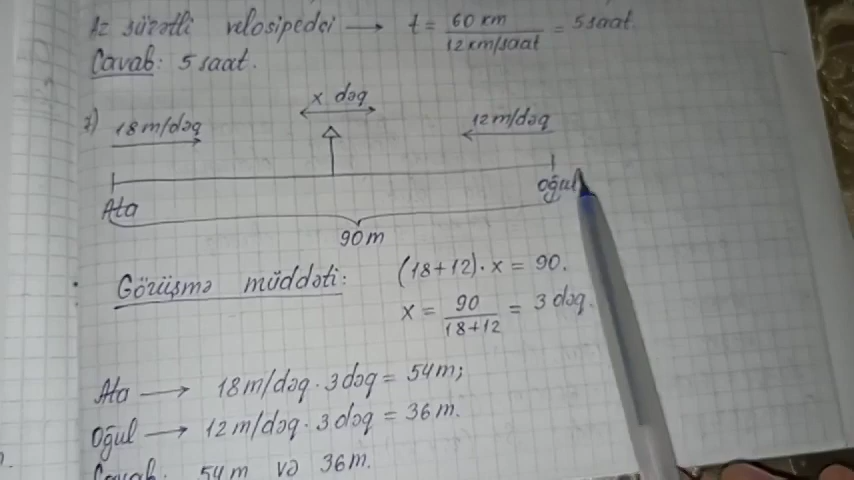 Az sürətli velosipedçi → t = 60 km / 12 km/saat = 5 saat.
Cavab: 5 saat.
x dəq
18 m/dəq
12 m/dəq
Ata
Oğul
90 m
Görüşmə müddəti:
(18+12)·x = 90.
x = 90 / 18+12 = 3 dəq.
Ata → 18 m/dəq · 3 dəq = 54 m;
Oğul → 12 m/dəq · 3 dəq = 36 m.
Cavab: 54 m və 36 m.